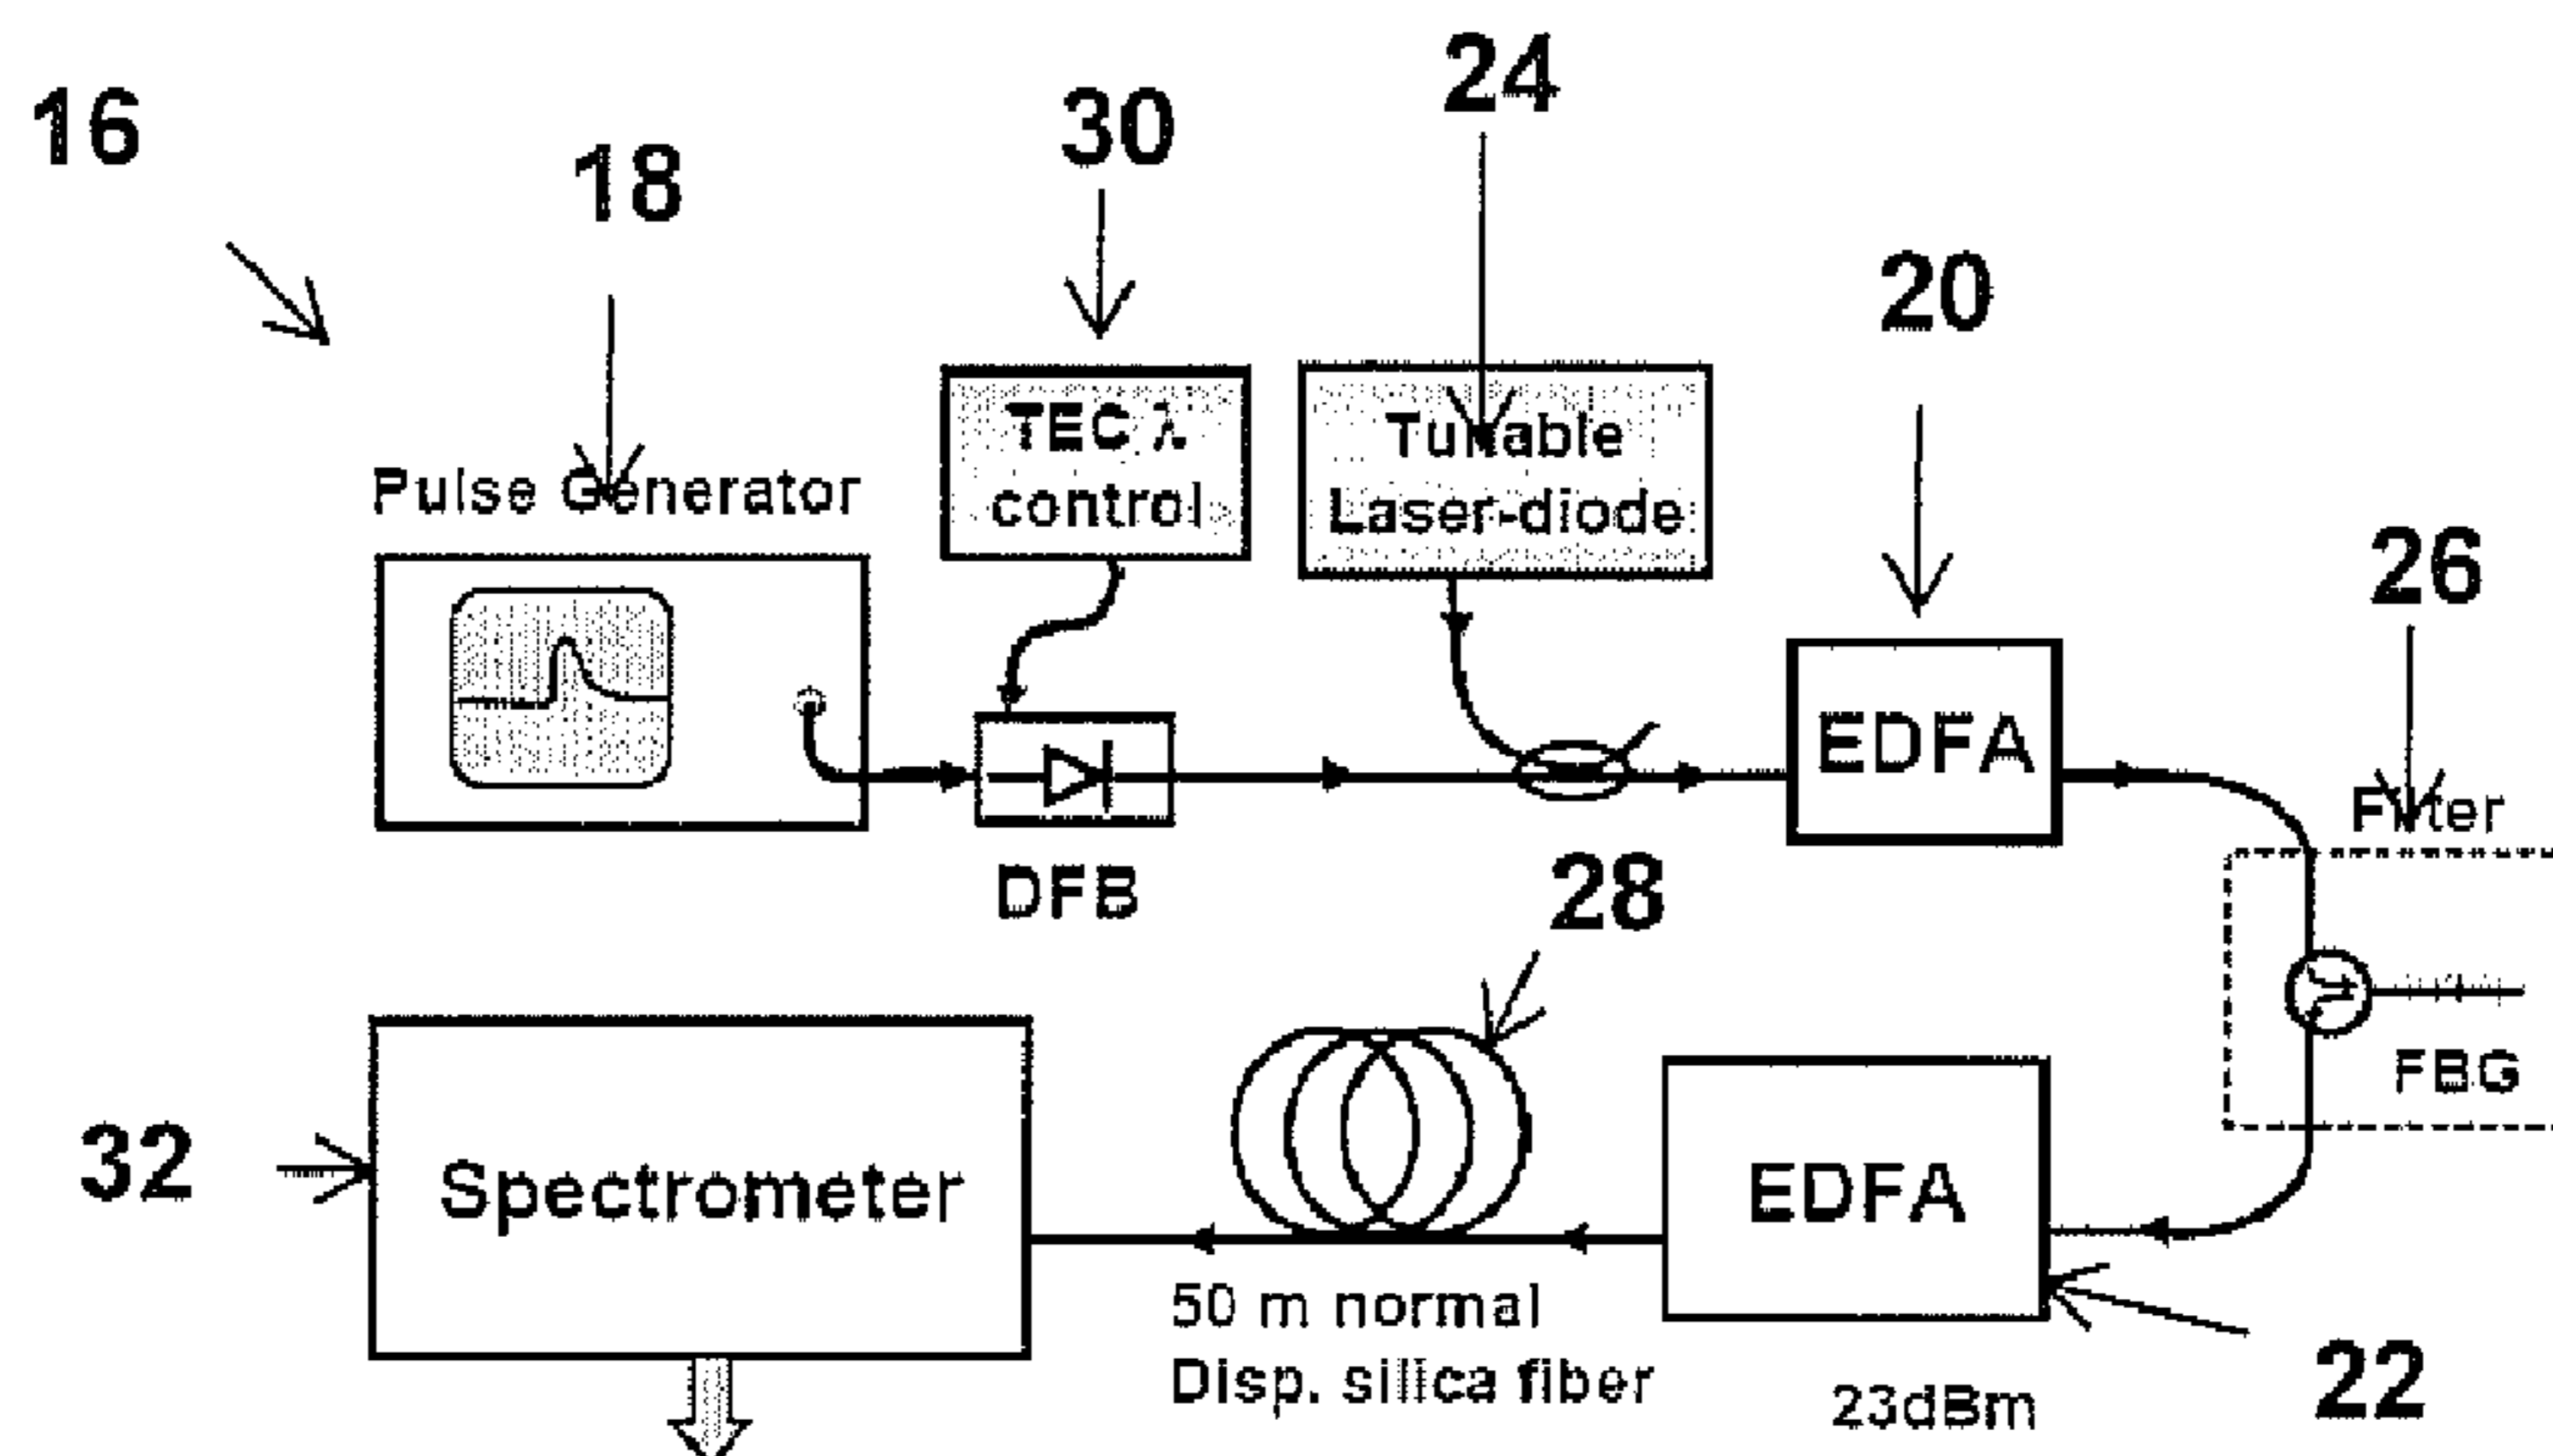 16
18
30
24
20
26
Pulse Generator
TEC λ
control
Tunable
Laser-diode
EDFA
Filter
DFB
28
FBG
32
Spectrometer
EDFA
50 m normal
Disp. silica fiber
23dBm
22